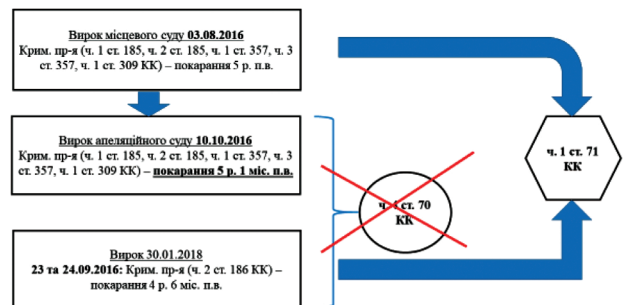 Вирок місцевого суду 03.08.2016
Крим. пр-я (ч. 1 ст. 185, ч. 2 ст. 185, ч. 1 ст. 357, ч. 3
ст. 357, ч. 1 ст. 309 КК) – покарання 5 р. п.в.
Вирок апеляційного суду 10.10.2016
Крим. пр-я (ч. 1 ст. 185, ч. 2 ст. 185, ч. 1 ст. 357, ч. 3
ст. 357, ч. 1 ст. 309 КК) – покарання 5 р. 1 міс. п.в.
ч. 1 ст. 71
КК
ч. 4 ст. 70
КК
Вирок 30.01.2018
23 та 24.09.2016: Крим. пр-я (ч. 2 ст. 186 КК) –
покарання 4 р. 6 міс. п.в.